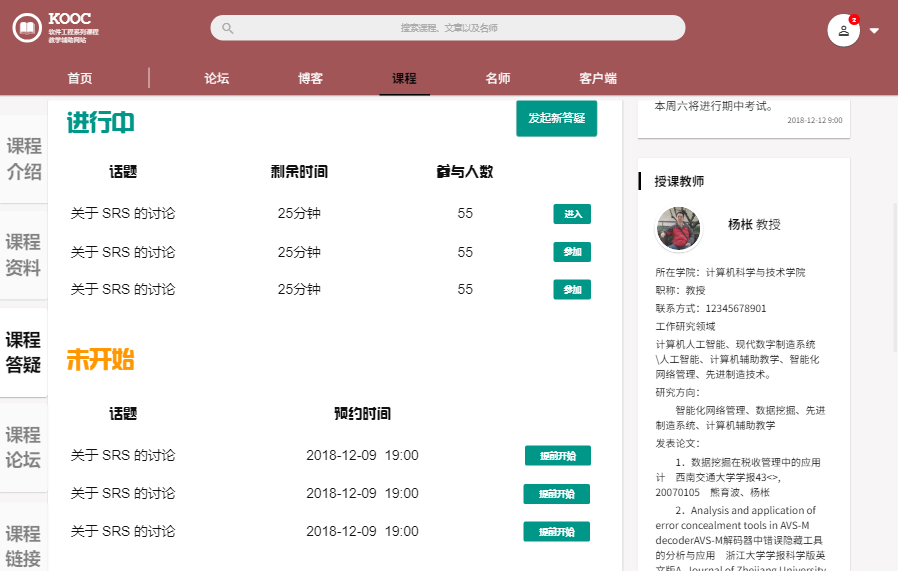 KOOC
软件工程系列课程
教学辅助网站
搜索课程、文章以及名师
2
首页
论坛
博客
课程
名师
客户端
课程
介绍
课程
资料
课程
答疑
课程
论坛
课程
链接
进行中
发起新答疑
话题 剩余时间 参与人数
关于 SRS 的讨论 25分钟 55 进入
关于 SRS 的讨论 25分钟 55 参加
关于 SRS 的讨论 25分钟 55 参加
未开始
话题 预约时间
关于 SRS 的讨论 2018-12-09 19:00 提前开始
关于 SRS 的讨论 2018-12-09 19:00 提前开始
关于 SRS 的讨论 2018-12-09 19:00 提前开始
本周六将进行期中考试。
2018-12-12 9:00
授课教师
杨枨 教授
所在学院：计算机科学与技术学院
职称：教授
联系方式：12345678901
工作研究领域
计算机人工智能、现代数字制造系统
\人工智能、计算机辅助教学、智能化
网络管理、先进制造技术。
研究方向：
智能化网络管理、数据挖掘、先进
制造系统、计算机辅助教学
发表论文：
1、数据挖掘在税收管理中的应用
计 西南交通大学学报43<>,
20070105 熊育波、杨枨
2、Analysis and application of
error concealment tools in AVS-M
decoderAVS-M解码器中错误隐藏工具
的分析与应用 浙江大学学报科学版英
文版A, Journal of Zhejiang University